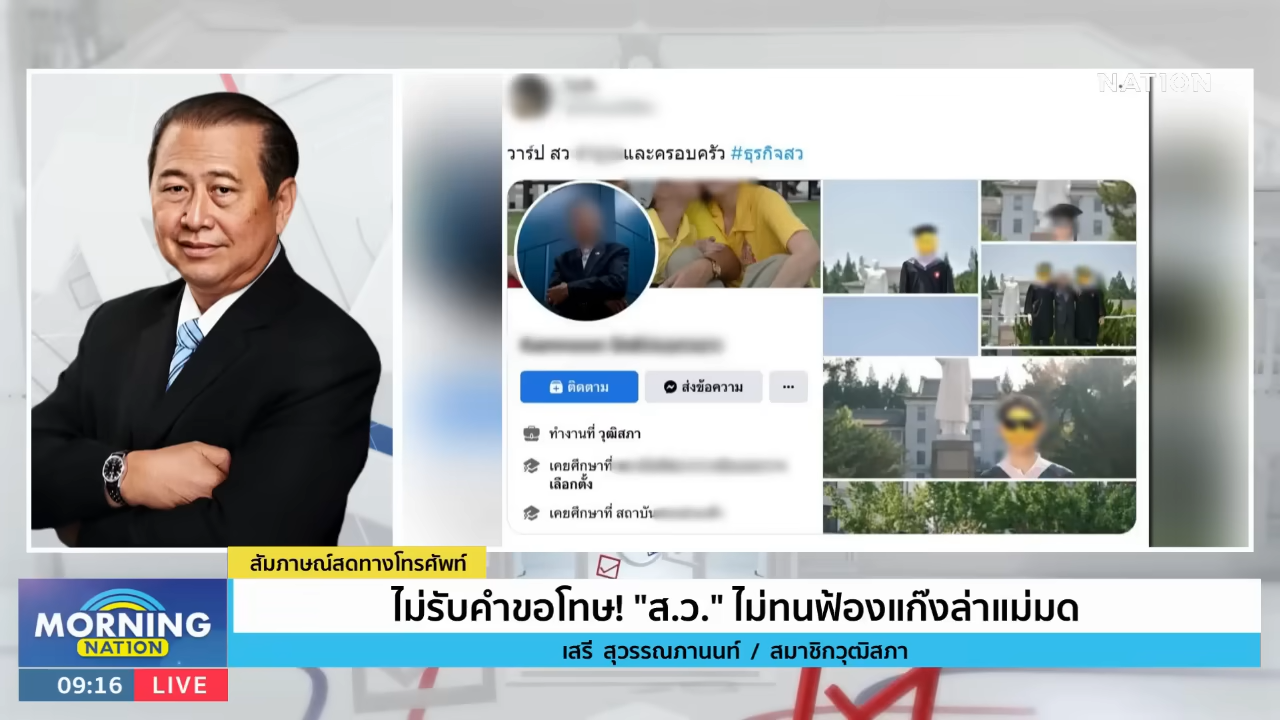 NATION
วาร์ป สว และครอบครัว #ธุรกิจสว
ติดตาม
ส่งข้อความ
ทำงานที่ วุฒิสภา
เคยศึกษาที่
เลือกตั้ง
เคยศึกษาที่ สถาบัน
สัมภาษณ์สดทางโทรศัพท์
ไม่รับคำขอโทษ! "ส.ว." ไม่ทนฟ้องแก๊งล่าแม่มด
เสรี สุวรรณภานนท์ / สมาชิกวุฒิสภา
MORNING
NATION
09:16 LIVE